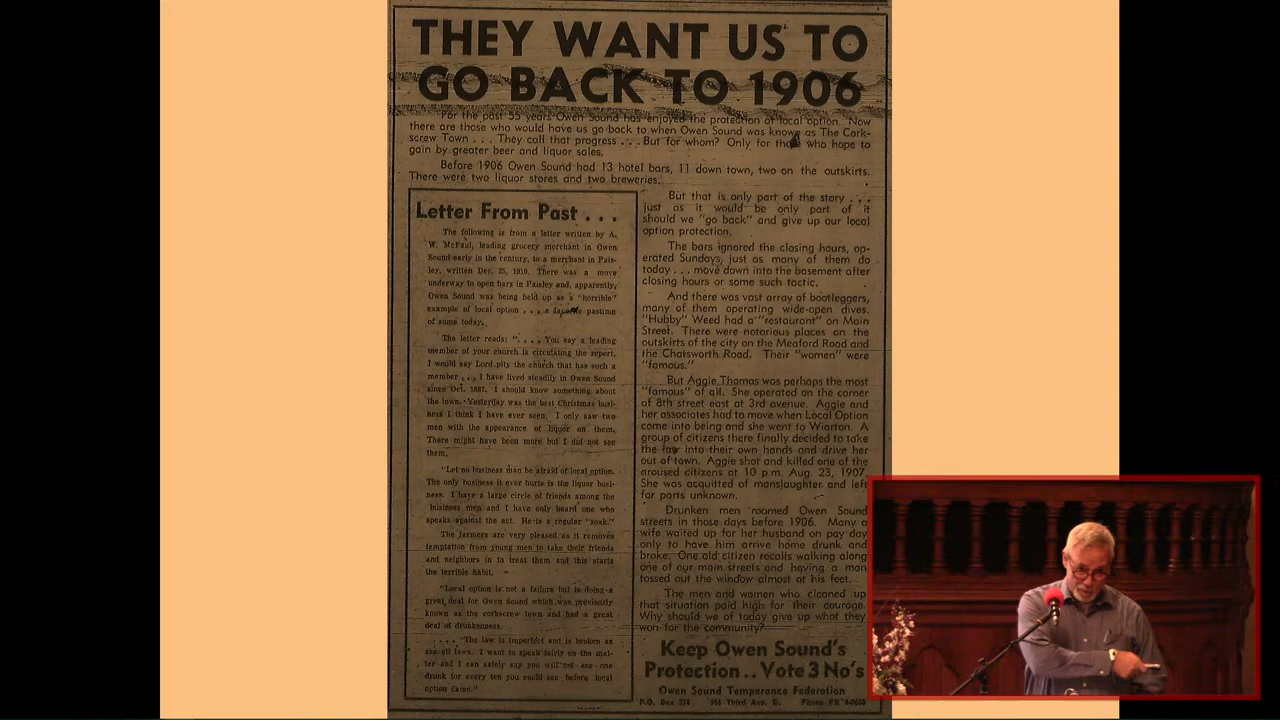 THEY WANT US TO
GO BACK TO 1906
For the past 55 years Owen Sound has enjoyed the protection of local option. Now
there are those who would have us go back to when Owen Sound was known as The Cork-
screw Town . . . They call that progress . . . But for whom? Only for those who hope to
gain by greater beer and liquor sales.
Before 1906 Owen Sound had 13 hotel bars, 11 down town, two on the outskirts.
There were two liquor stores and two breweries.
Letter From Past . . .
The following is from a letter written by A.
W. McFaul, leading grocery merchant in Owen
Sound early in the century, to a merchant in Pais-
ley, written Dec. 25, 1910. There was a move
underway to open bars in Paisley and, apparently,
Owen Sound was being held up as a "horrible"
example of local option . . . a favorite pastime
of some today.
The letter reads: ". . . . You say a leading
member of your church is circulating the report.
I would say Lord pity the church that has such a
member . . . I have lived steadily in Owen Sound
since Oct. 1887. I should know something about
the town. Yesterday was the best Christmas busi-
ness I think I have ever seen. I only saw two
men with the appearance of liquor on them.
There might have been more but I did not see
them.
"Let no business man be afraid of local option.
The only business it ever hurts is the liquor busi-
ness. I have a large circle of friends among the
business men and I have only heard one who
speaks against the act. He is a regular "soak."
The farmers are very pleased as it removes
temptation from young men to take their friends
and neighbors in to treat them and this starts
the terrible habit.
"Local option is not a failure but is doing a
great deal for Owen Sound which was previously
known as the corkscrew town and had a great
deal of drunkenness.
. . . . "The law is imperfect and is broken as
are all laws. I want to speak fairly on the mat-
ter and I can safely say you will not see one
drunk for every ten you could see before local
option came."
But that is only part of the story . . .
just as it would be only part of it
should we "go back" and give up our local
option protection.
The bars ignored the closing hours, op-
erated Sundays, just as many of them do
today . . . move down into the basement after
closing hours or some such tactic.
And there was vast array of bootleggers,
many of them operating wide-open dives.
"Hubby" Weed had a "restaurant" on Main
Street. There were notorious places on the
outskirts of the city on the Meaford Road and
the Chatsworth Road. Their "women" were
"famous."
But Aggie Thomas was perhaps the most
"famous" of all. She operated on the corner
of 8th street east at 3rd avenue. Aggie and
her associates had to move when Local Option
came into being and she went to Wiarton. A
group of citizens there finally decided to take
the law into their own hands and drive her
out of town. Aggie shot and killed one of the
aroused citizens at 10 p.m. Aug. 23, 1907.
She was acquitted of manslaughter and left
for parts unknown.
Drunken men roamed Owen Sound
streets in those days before 1906. Many a
wife waited up for her husband on pay day
only to have him arrive home drunk and
broke. One old citizen recalls walking along
one of our main streets and having a man
tossed out the window almost at his feet.
The men and women who cleaned up
that situation paid high for their courage.
Why should we of today give up what they
won for the community?
Keep Owen Sound's
Protection . . Vote 3 No's
Owen Sound Temperance Federation
P.O. Box Third Ave. Phone